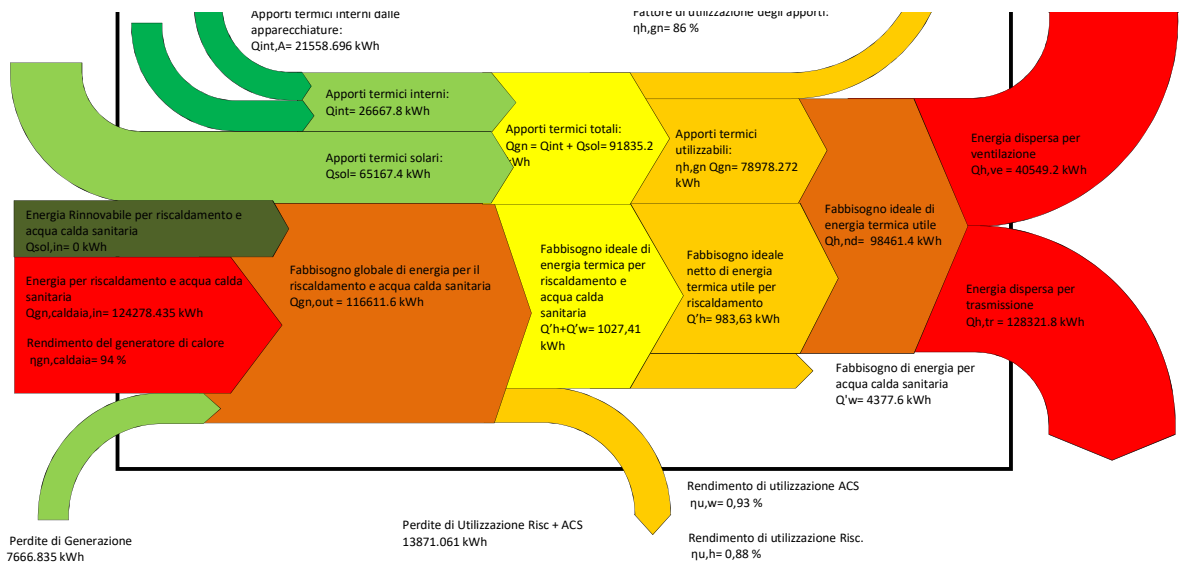 Apporti termici interni dalle
apparecchiature:
Qint,A= 21558.696 kWh
Fattore di utilizzazione degli apporti:
ηh,gn= 86 %
Apporti termici interni:
Qint= 26667.8 kWh
Apporti termici totali:
Qgn = Qint + Qsol= 91835.2
kWh
Apporti termici
utilizzabili:
ηh,gn Qgn= 78978.272
kWh
Energia dispersa per
ventilazione
Qh,ve= 40549.2 kWh
Apporti termici solari:
Qsol= 65167.4 kWh
Energia Rinnovabile per riscaldamento e
acqua calda sanitaria
Qsol,in= 0 kWh
Fabbisogno ideale di
energia termica utile
Qh,nd= 98461.4 kWh
Energia per riscaldamento e acqua calda
sanitaria
Qgn,caldaia,in= 124278.435 kWh
Rendimento del generatore di calore
ηgn,caldaia= 94 %
Fabbisogno globale di energia per il
riscaldamento e acqua calda sanitaria
Qgn,out = 116611.6 kWh
Fabbisogno ideale di
energia termica per
riscaldamento e
acqua calda
sanitaria
Q'h+Q'w= 1027,41
kWh
Fabbisogno ideale
netto di energia
termica utile per
riscaldamento
Q'h= 983,63 kWh
Energia dispersa per
trasmissione
Qh,tr = 128321.8 kWh
Fabbisogno di energia per
acqua calda sanitaria
Q'w= 4377.6 kWh
Rendimento di utilizzazione ACS
ηu,w= 0,93 %
Perdite di Utilizzazione Risc + ACS
13871.061 kWh
Rendimento di utilizzazione Risc.
ηu,h= 0,88 %
Perdite di Generazione
7666.835 kWh